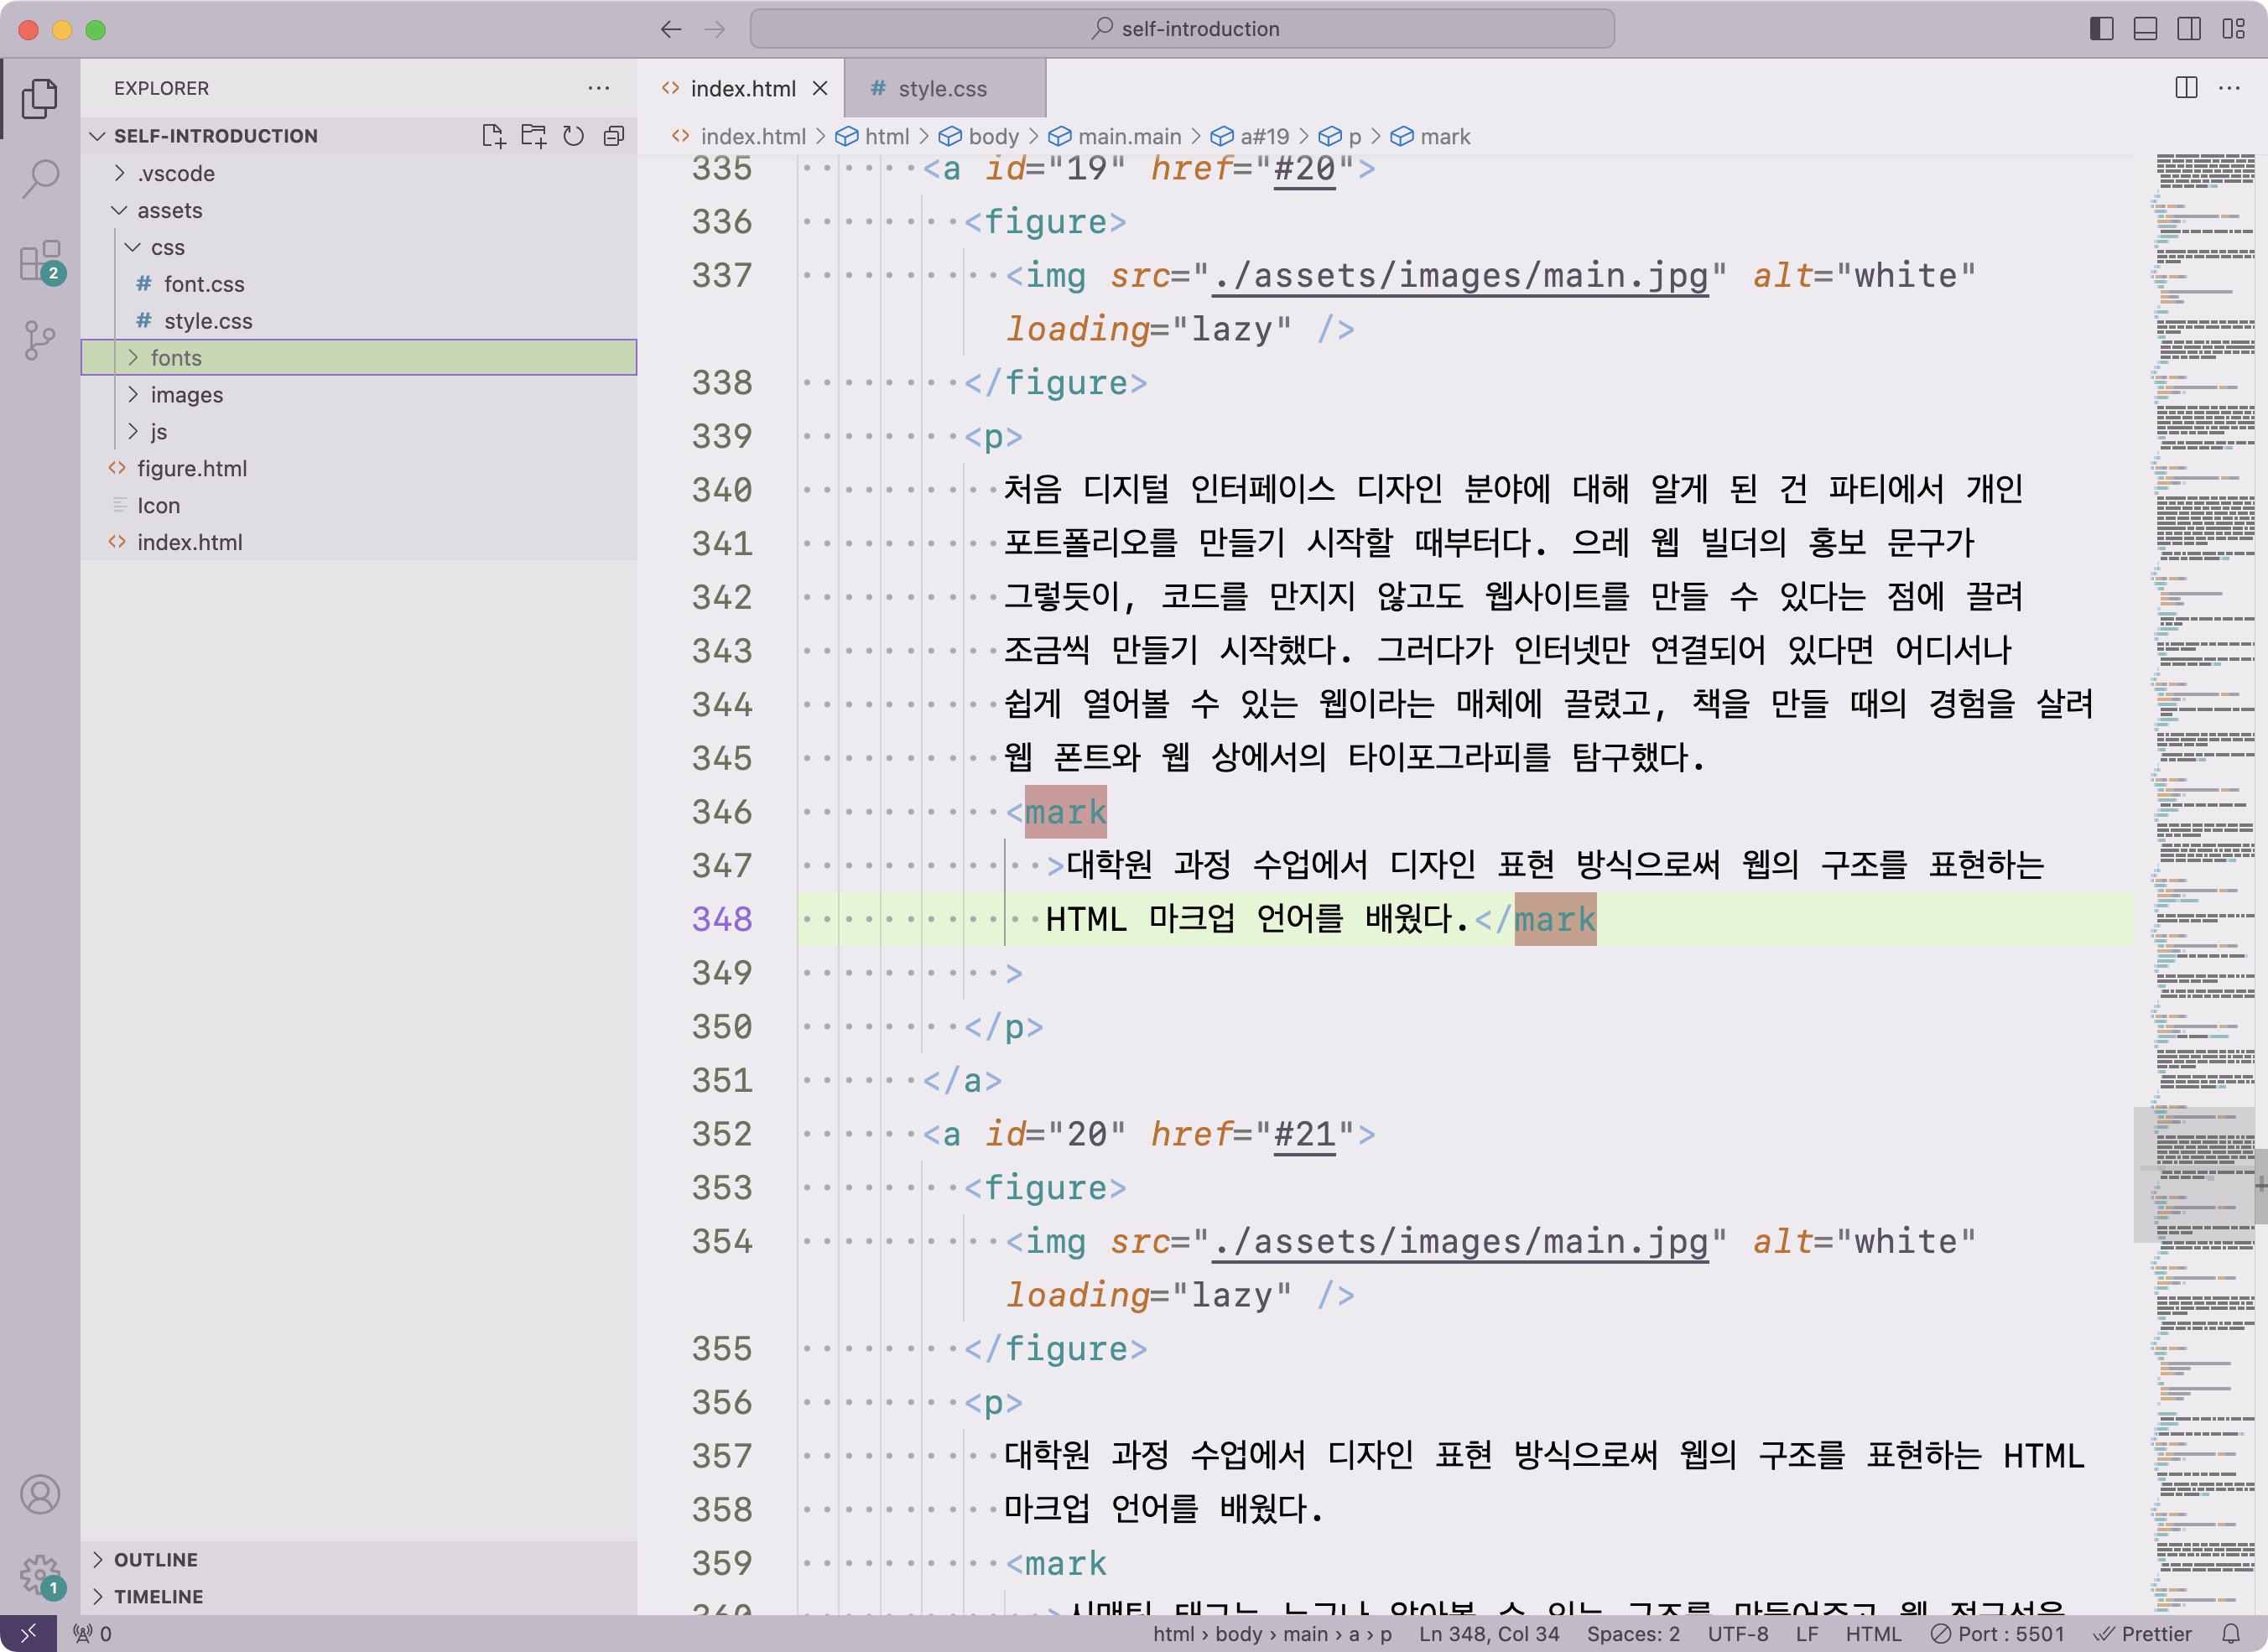 self-introduction
EXPLORER
SELF-INTRODUCTION
.vscode
assets
css
# font.css
# style.css
fonts
images
js
<> figure.html
Icon
<> index.html
OUTLINE
TIMELINE
2
1
<> index.html
# style.css
<> index.html > html > body > main.main > a#19 > p > mark
335 <a id="19" href="#20">
336 <figure>
337 <img src="./assets/images/main.jpg" alt="white"
loading="lazy" />
338 </figure>
339 <p>
340 처음 디지털 인터페이스 디자인 분야에 대해 알게 된 건 파티에서 개인
341 포트폴리오를 만들기 시작할 때부터다. 으레 웹 빌더의 홍보 문구가
342 그렇듯이, 코드를 만지지 않고도 웹사이트를 만들 수 있다는 점에 끌려
343 조금씩 만들기 시작했다. 그러다가 인터넷만 연결되어 있다면 어디서나
344 쉽게 열어볼 수 있는 웹이라는 매체에 끌렸고, 책을 만들 때의 경험을 살려
345 웹 폰트와 웹 상에서의 타이포그라피를 탐구했다.
346 <mark
347 >대학원 과정 수업에서 디자인 표현 방식으로써 웹의 구조를 표현하는
348 HTML 마크업 언어를 배웠다.</mark
349 >
350 </p>
351 </a>
352 <a id="20" href="#21">
353 <figure>
354 <img src="./assets/images/main.jpg" alt="white"
loading="lazy" />
355 </figure>
356 <p>
357 대학원 과정 수업에서 디자인 표현 방식으로써 웹의 구조를 표현하는 HTML
358 마크업 언어를 배웠다.
359 <mark
0
html › body › main › a › p
Ln 348, Col 34
Spaces: 2
UTF-8
LF
HTML
Port : 5501
Prettier